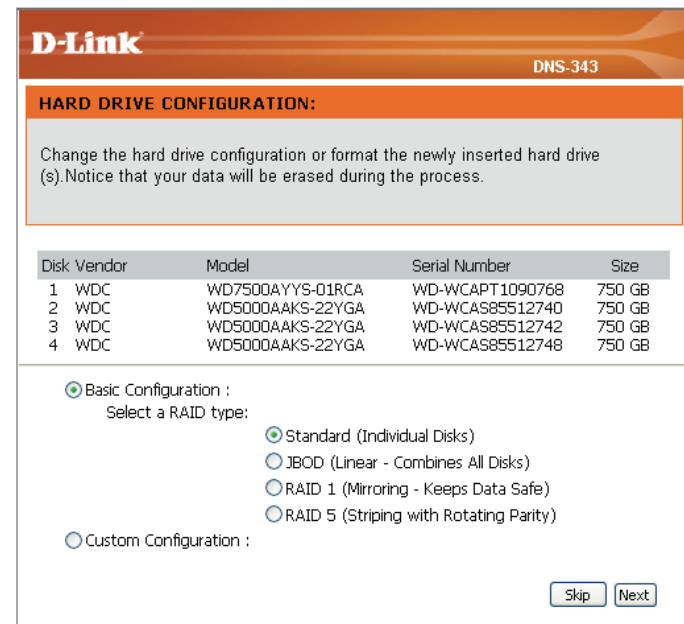 D-Link
DNS-343
HARD DRIVE CONFIGURATION:
Change the hard drive configuration or format the newly inserted hard drive
(s).Notice that your data will be erased during the process.
Disk Vendor Model Serial Number Size
1 WDC WD7500AYYS-01RCA WD-WCAPT1090768 750 GB
2 WDC WD5000AAKS-22YGA WD-WCAS85512740 750 GB
3 WDC WD5000AAKS-22YGA WD-WCAS85512742 750 GB
4 WDC WD5000AAKS-22YGA WD-WCAS85512748 750 GB
Basic Configuration :
Select a RAID type:
Standard (Individual Disks)
JBOD (Linear - Combines All Disks)
RAID 1 (Mirroring - Keeps Data Safe)
RAID 5 (Striping with Rotating Parity)
Custom Configuration :
Skip Next